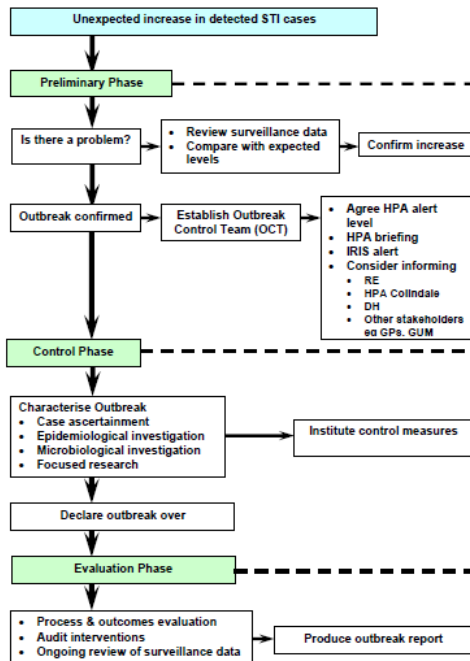 Unexpected increase in detected STI cases
Preliminary Phase
Is there a problem?
• Review surveillance data
• Compare with expected
levels
Confirm increase
Outbreak confirmed
Establish Outbreak
Control Team (OCT)
• Agree HPA alert
level
• HPA briefing
• IRIS alert
• Consider informing
• RE
• HPA Colindale
• DH
• Other stakeholders
eg GPs, GUM
Control Phase
Characterise Outbreak
• Case ascertainment
• Epidemiological investigation
• Microbiological investigation
• Focused research
Institute control measures
Declare outbreak over
Evaluation Phase
• Process & outcomes evaluation
• Audit interventions
• Ongoing review of surveillance data
Produce outbreak report